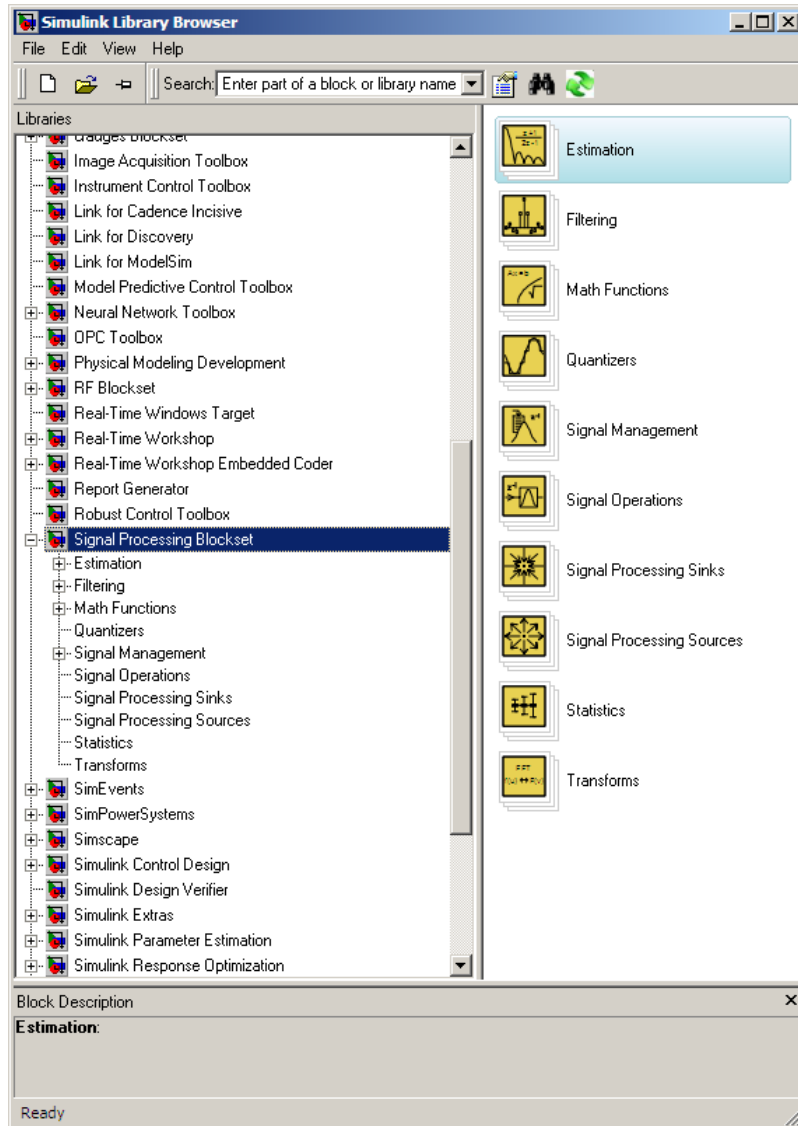 Simulink Library Browser
File Edit View Help
Search: Enter part of a block or library name
Libraries
Gauges Blockset
Image Acquisition Toolbox
Instrument Control Toolbox
Link for Cadence Incisive
Link for Discovery
Link for ModelSim
Model Predictive Control Toolbox
Neural Network Toolbox
OPC Toolbox
Physical Modeling Development
RF Blockset
Real-Time Windows Target
Real-Time Workshop
Real-Time Workshop Embedded Coder
Report Generator
Robust Control Toolbox
Signal Processing Blockset
Estimation
Filtering
Math Functions
Quantizers
Signal Management
Signal Operations
Signal Processing Sinks
Signal Processing Sources
Statistics
Transforms
SimEvents
SimPowerSystems
Simscape
Simulink Control Design
Simulink Design Verifier
Simulink Extras
Simulink Parameter Estimation
Simulink Response Optimization
Estimation
Filtering
Math Functions
Quantizers
Signal Management
Signal Operations
Signal Processing Sinks
Signal Processing Sources
Statistics
Transforms
Block Description
Estimation:
Ready